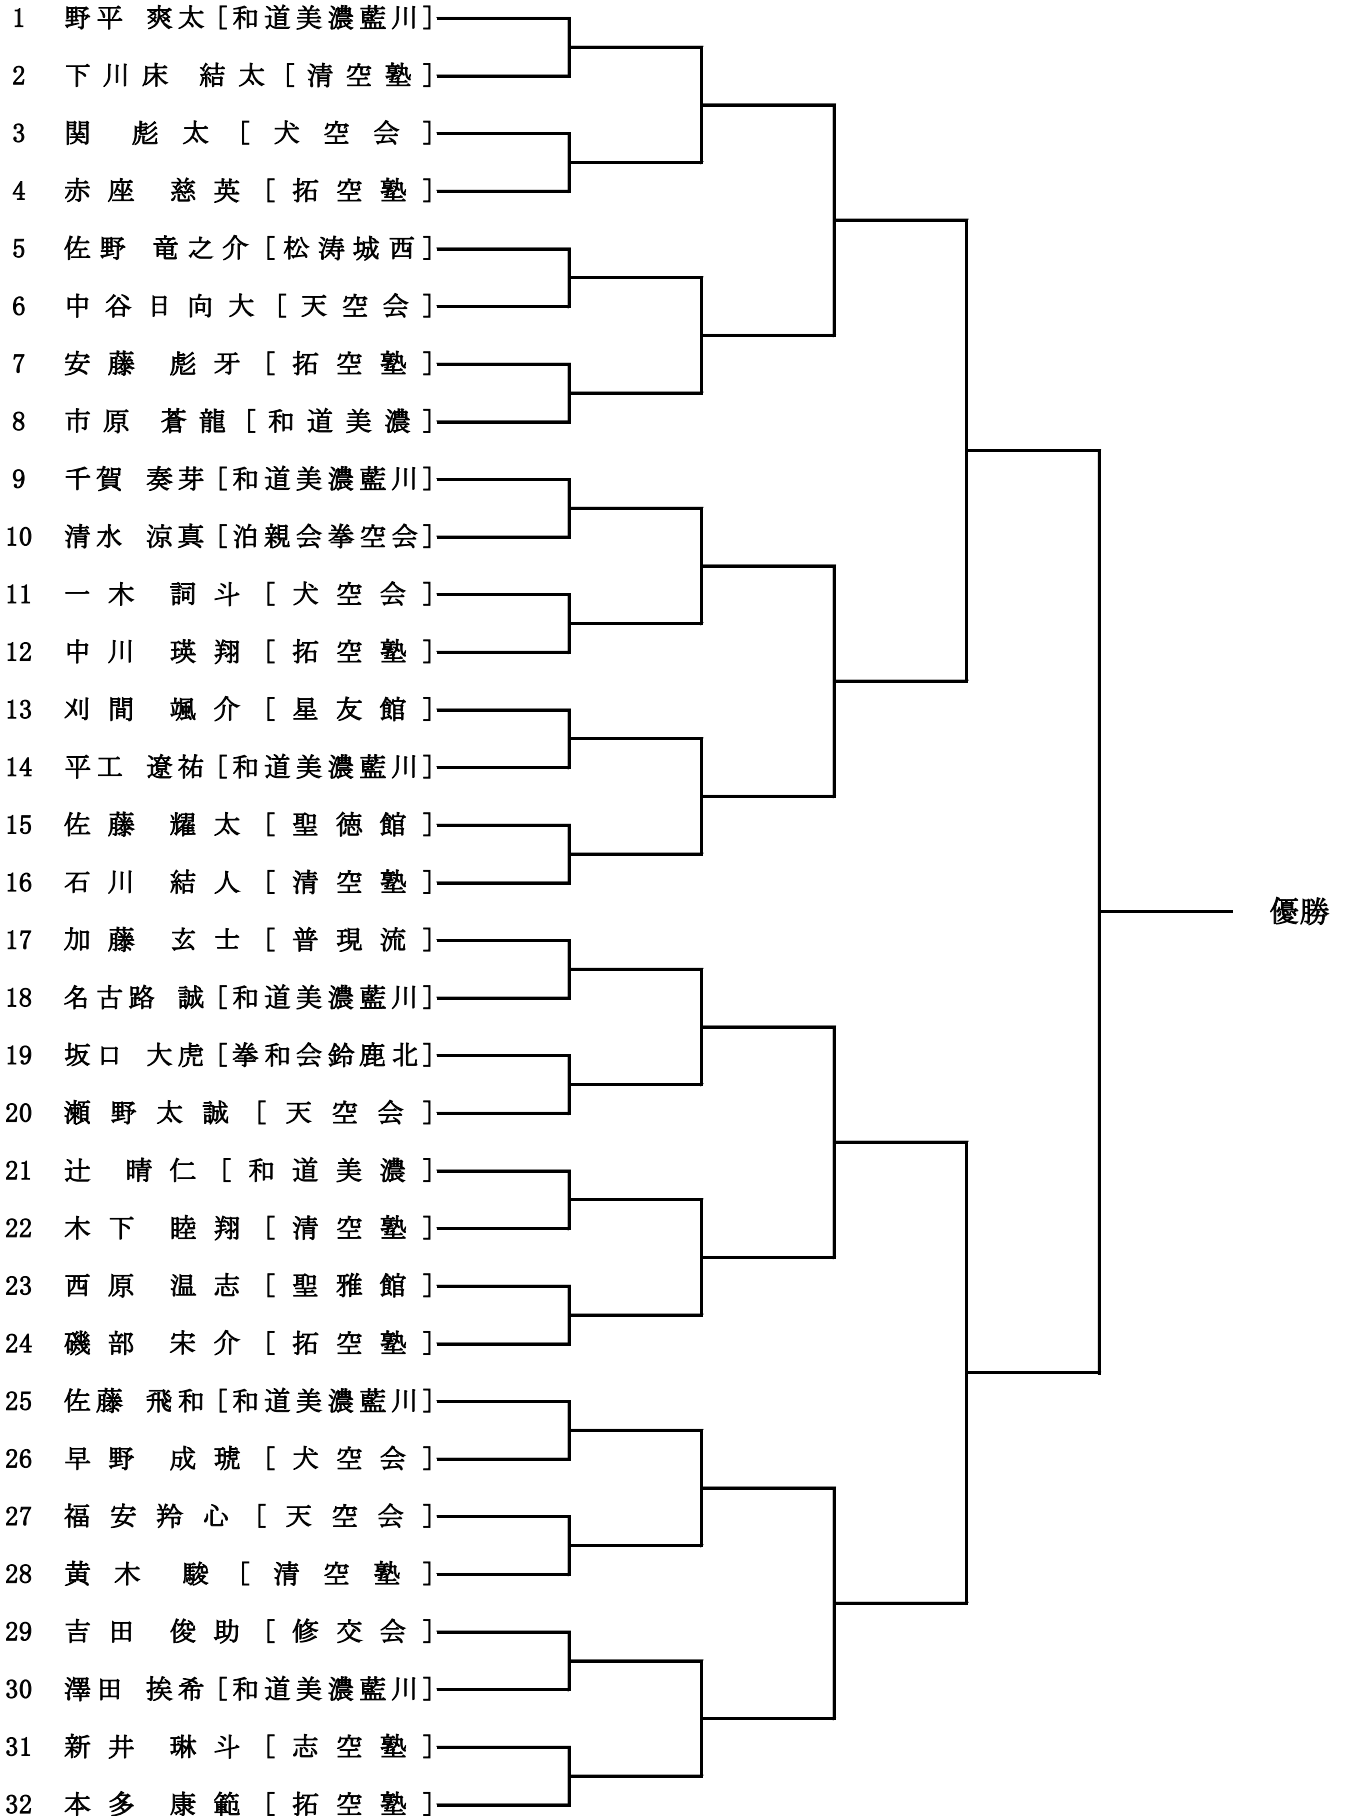 1 野平 爽太[和道美濃藍川]
2 下川床 結太[清空塾]
3 関 彪太[犬空会]
4 赤座 慈英[拓空塾]
5 佐野 竜之介[松涛城西]
6 中谷日向大[天空会]
7 安藤 彪牙[拓空塾]
8 市原 蒼龍[和道美濃]
9 千賀 奏芽[和道美濃藍川]
10 清水 涼真[泊親会拳空会]
11 一木 詞斗[犬空会]
12 中川 瑛翔[拓空塾]
13 刈間 颯介[星友館]
14 平工 遼祐[和道美濃藍川]
15 佐藤 耀太[聖徳館]
16 石川 結人[清空塾]
優勝
17 加藤 玄士[普現流]
18 名古路 誠[和道美濃藍川]
19 坂口 大虎[拳和会鈴鹿北]
20 瀬野太誠[天空会]
21 辻 晴仁[和道美濃]
22 木下 睦翔[清空塾]
23 西原 温志[聖雅館]
24 磯部 宋介[拓空塾]
25 佐藤 飛和[和道美濃藍川]
26 早野 成琥[犬空会]
27 福安羚心[天空会]
28 黄木 駿[清空塾]
29 吉田 俊助[修交会]
30 澤田 挨希[和道美濃藍川]
31 新井 琳斗[志空塾]
32 本多 康範[拓空塾]